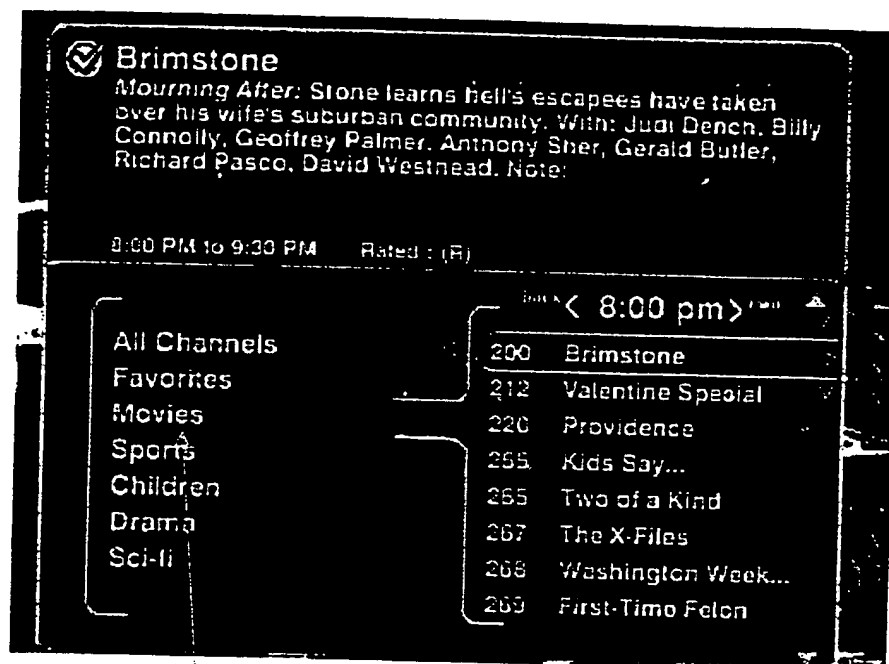 Brimstone
Mourning After: Stone learns hell's escapees have taken
over his wife's suburban community. With: Judi Dench, Billy
Connolly, Geoffrey Palmer, Anthony Sher, Gerald Butler,
Richard Pasco, David Westhead. Note:
8:00 PM to 9:30 PM Rated : (R)
< 8:00 pm>
All Channels
Favorites
Movies
Sports
Children
Drama
Sci-fi
200 Brimstone
212 Valentine Special
220 Providence
265 Kids Say...
265 Two of a Kind
267 The X-Files
268 Washington Week...
269 First-Time Felon